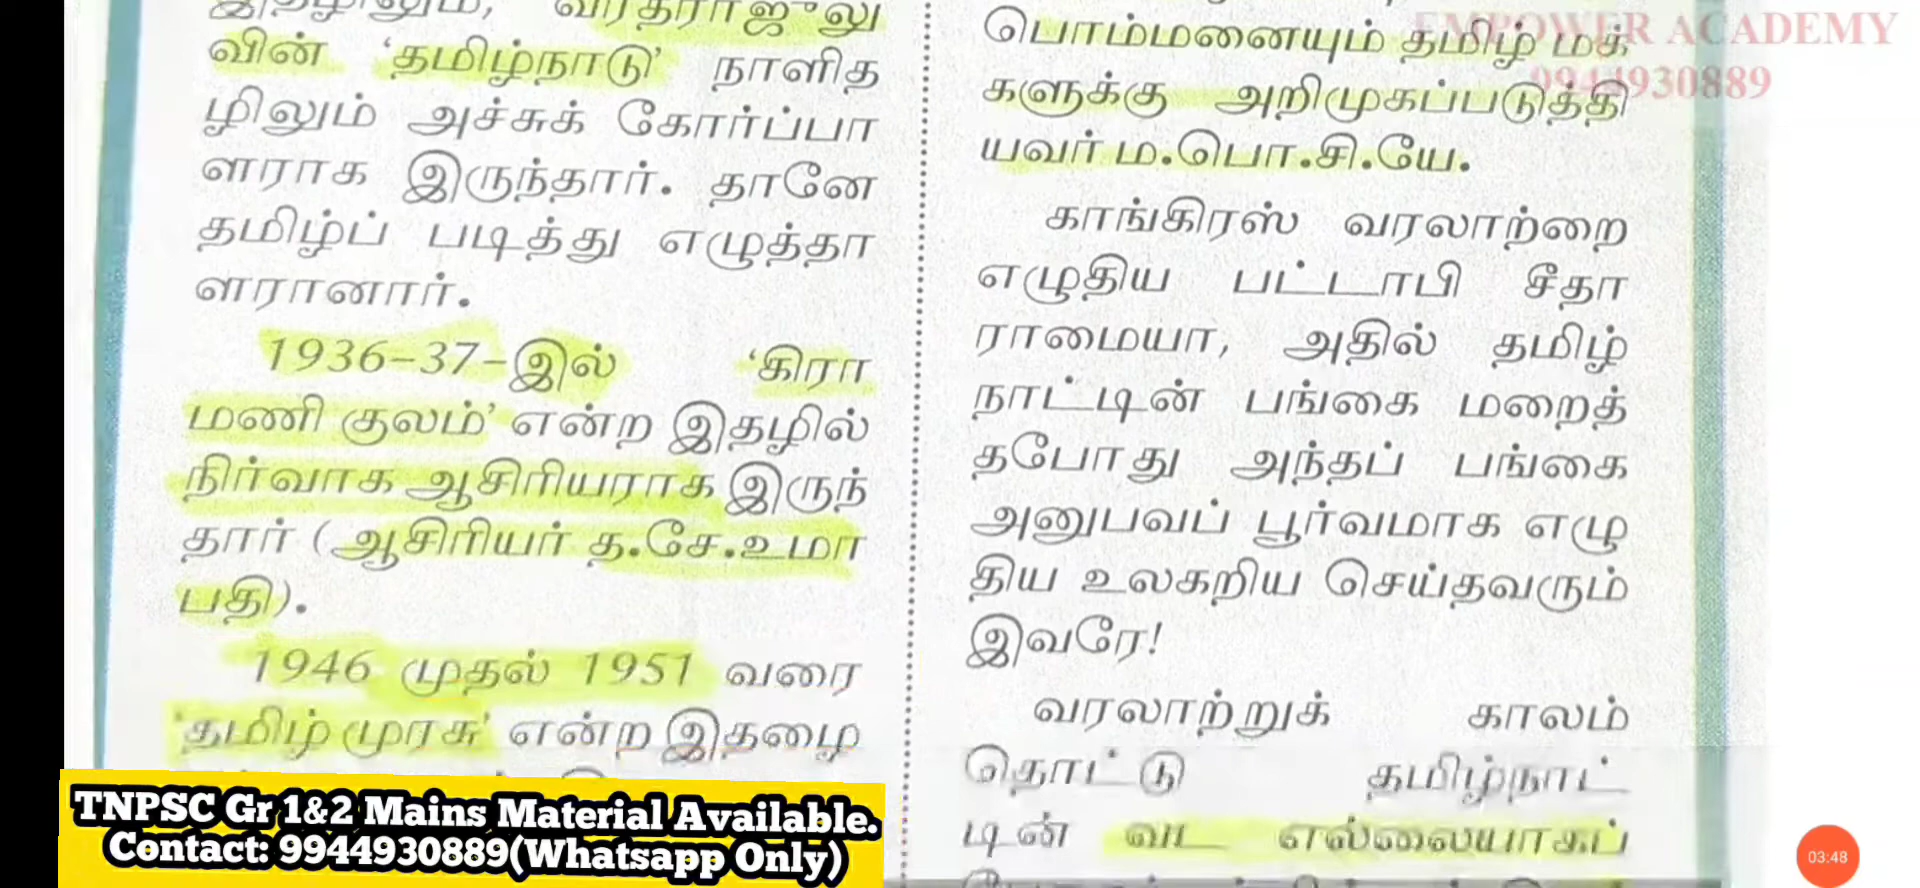 வரதராஜுலு
வின் ‘தமிழ்நாடு’ நாளித
ழிலும் அச்சுக் கோர்ப்பா
ளராக இருந்தார். தானே
தமிழ்ப் படித்து எழுத்தா
ளரானார்.
1936-37-இல் ‘கிரா
மணி குலம்’ என்ற இதழில்
நிர்வாக ஆசிரியராக இருந்
தார் (ஆசிரியர் த.சே.உமா
பதி).
1946 முதல் 1951 வரை
‘தமிழ் முரசு’ என்ற இதழை
TNPSC Gr 1&2 Mains Material Available.
Contact: 9944930889(Whatsapp Only)
EMPOWER ACADEMY
9944930889
பொம்மனையும் தமிழ் மக்
களுக்கு அறிமுகப்படுத்தி
யவர் ம.பொ.சி.யே.
காங்கிரஸ் வரலாற்றை
எழுதிய பட்டாபி சீதா
ராமையா, அதில் தமிழ்
நாட்டின் பங்கை மறைத்
தபோது அந்தப் பங்கை
அனுபவப் பூர்வமாக எழு
திய உலகறிய செய்தவரும்
இவரே!
வரலாற்றுக் காலம்
தொட்டு தமிழ்நாட்
டின் வட எல்லையாகப்
03:48